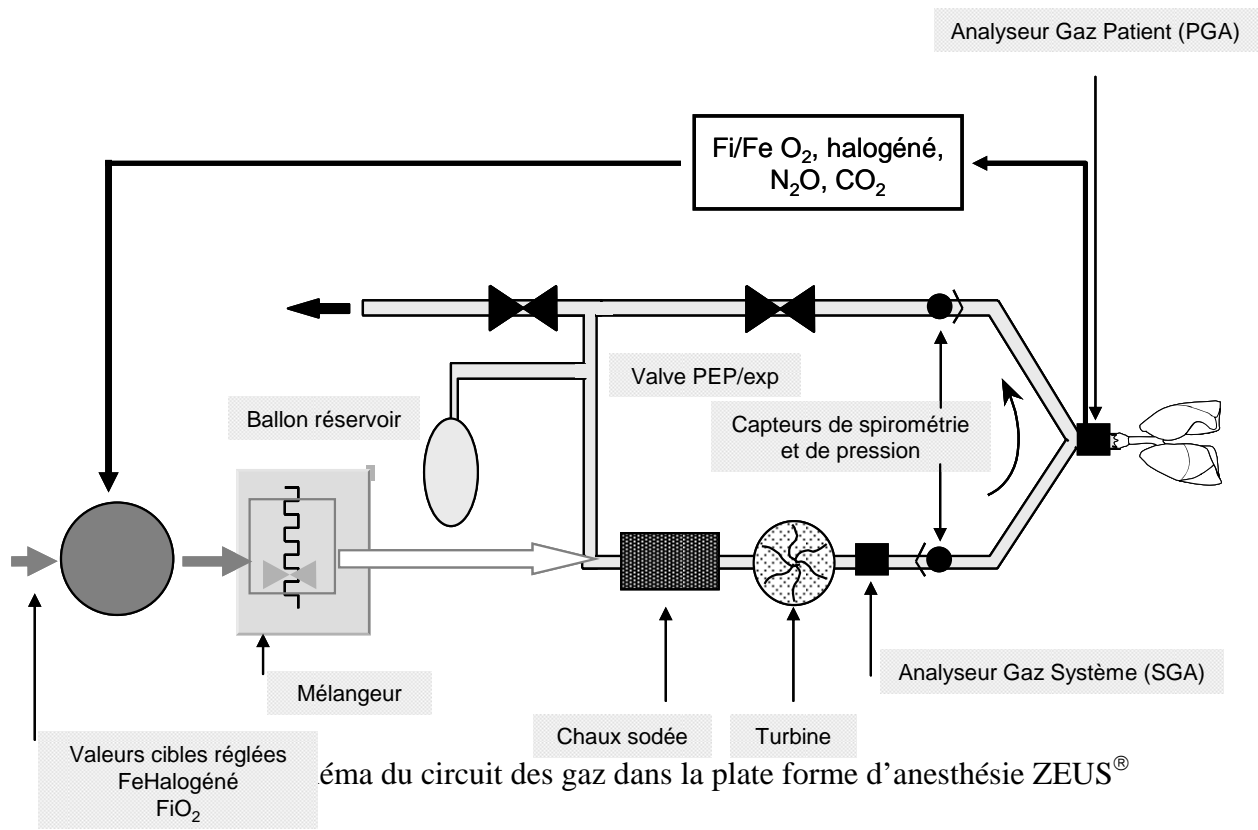 Analyseur Gaz Patient (PGA)
Fi/Fe O₂, halogéné,
N₂O, CO₂
Valve PEP/exp
Ballon réservoir
Capteurs de spirométrie
et de pression
Analyseur Gaz Système (SGA)
Mélangeur
Chaux sodée
Turbine
Valeurs cibles réglées
FeHalogéné
FiO₂
éma du circuit des gaz dans la plate forme d'anesthésie ZEUS®